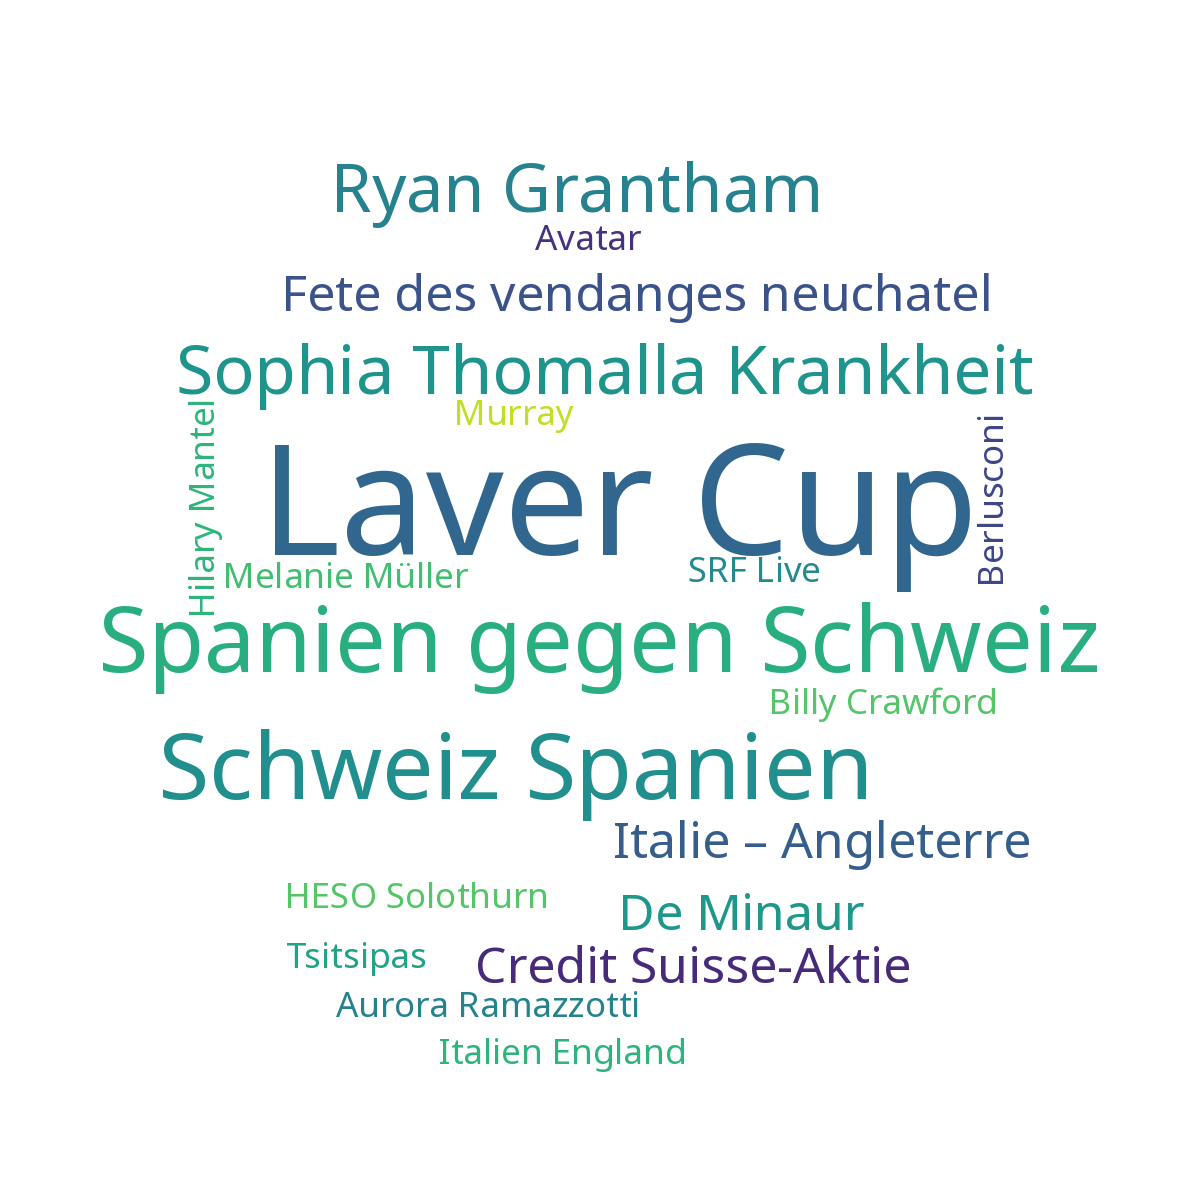 Ryan Grantham
Avatar
Fete des vendanges neuchatel
Sophia Thomalla Krankheit
Murray
Hilary Mantel
Laver Cup
Berlusconi
Melanie Müller
SRF Live
Spanien gegen Schweiz
Billy Crawford
Schweiz Spanien
Italie – Angleterre
HESO Solothurn
De Minaur
Tsitsipas
Credit Suisse-Aktie
Aurora Ramazzotti
Italien England